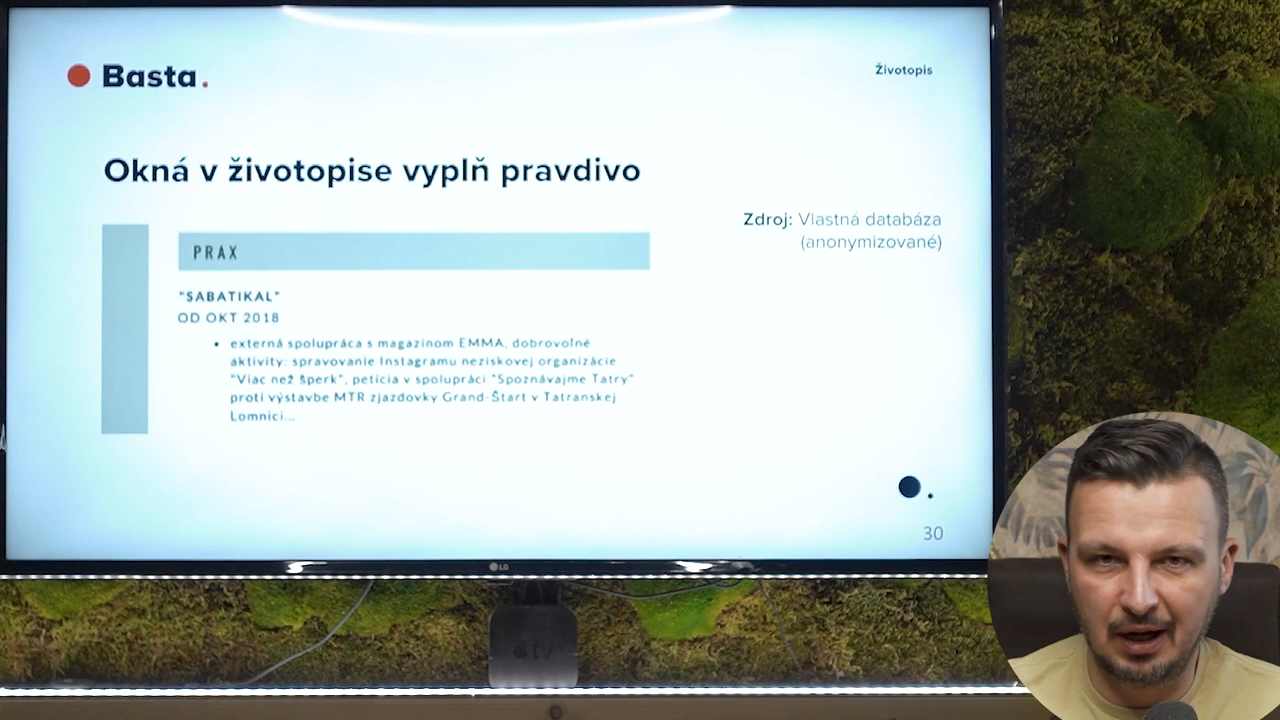 Basta.
Životopis
Okná v životopise vyplň pravdivo
Zdroj: Vlastná databáza
(anonymizované)
PRAX
"SABATIKAL"
OD OKT 2018
• externá spolupráca s magazínom EMMA, dobrovoľné
aktivity: spravovanie Instagramu neziskovej organizácie
"Viac než šperk", petícia v spolupráci "Spoznávajme Tatry"
proti výstavbe MTR zjazdovky Grand-Štart v Tatranskej
Lomnici...
30
LG
tv